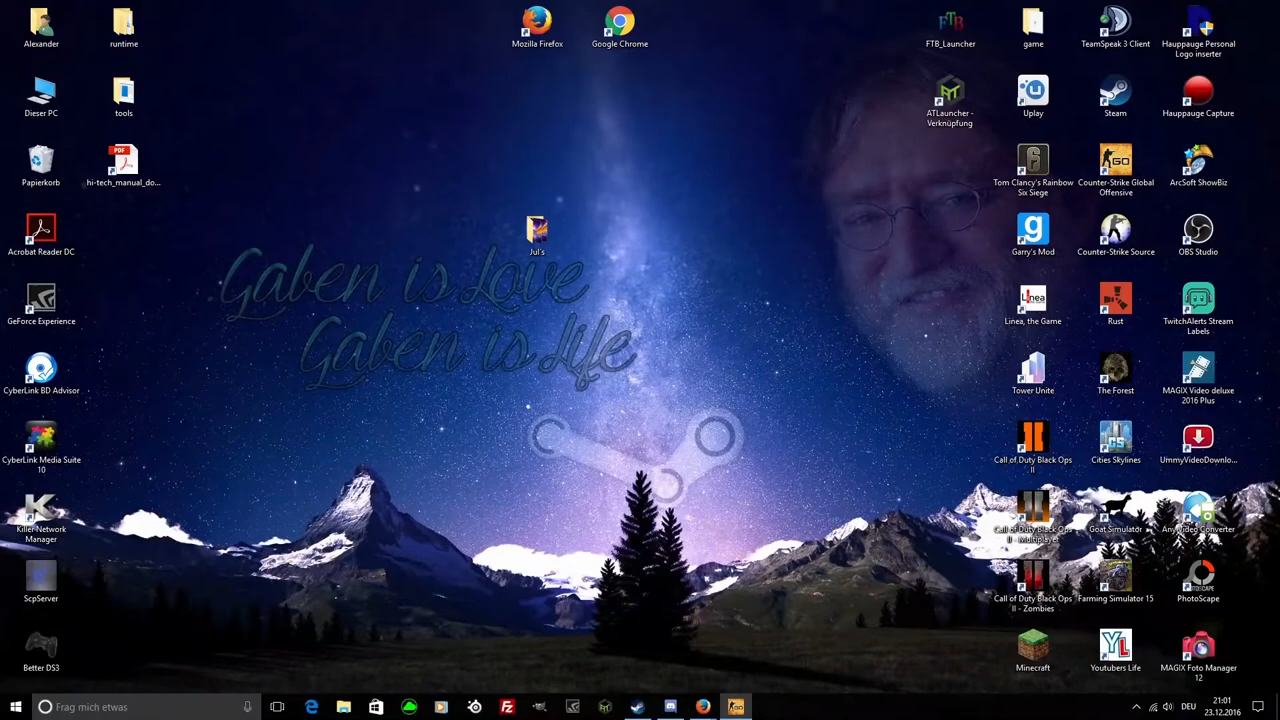 Alexander
runtime
Mozilla Firefox
Google Chrome
FTB
FTB_Launcher
game
TeamSpeak 3 Client
Hauppauge Personal
Logo inserter
Dieser PC
tools
ATLauncher -
Verknüpfung
Uplay
Steam
Hauppauge Capture
PDF
Papierkorb
hi-tech_manual_do...
Tom Clancy's Rainbow
Six Siege
GO
Counter-Strike Global
Offensive
ArcSoft ShowBiz
Acrobat Reader DC
Jul's
g
Garry's Mod
Counter-Strike Source
OBS Studio
Gaben is Love
Gaben is Life
GeForce Experience
Linea
Linea, the Game
Rust
TwitchAlerts Stream
Labels
CyberLink BD Advisor
Tower Unite
The Forest
MAGIX Video deluxe
2016 Plus
CyberLink Media Suite
10
Call of Duty Black Ops
II
CS
Cities Skylines
UmmyVideoDownlo...
Killer Network
Manager
Call of Duty Black Ops
II - Multiplayer
Goat Simulator
Any Video Converter
ScpServer
Call of Duty Black Ops
II - Zombies
Farming Simulator 15
PhotoScape
Better DS3
Minecraft
YL
Youtubers Life
MAGIX Foto Manager
12
Frag mich etwas
DEU
21:01
23.12.2016